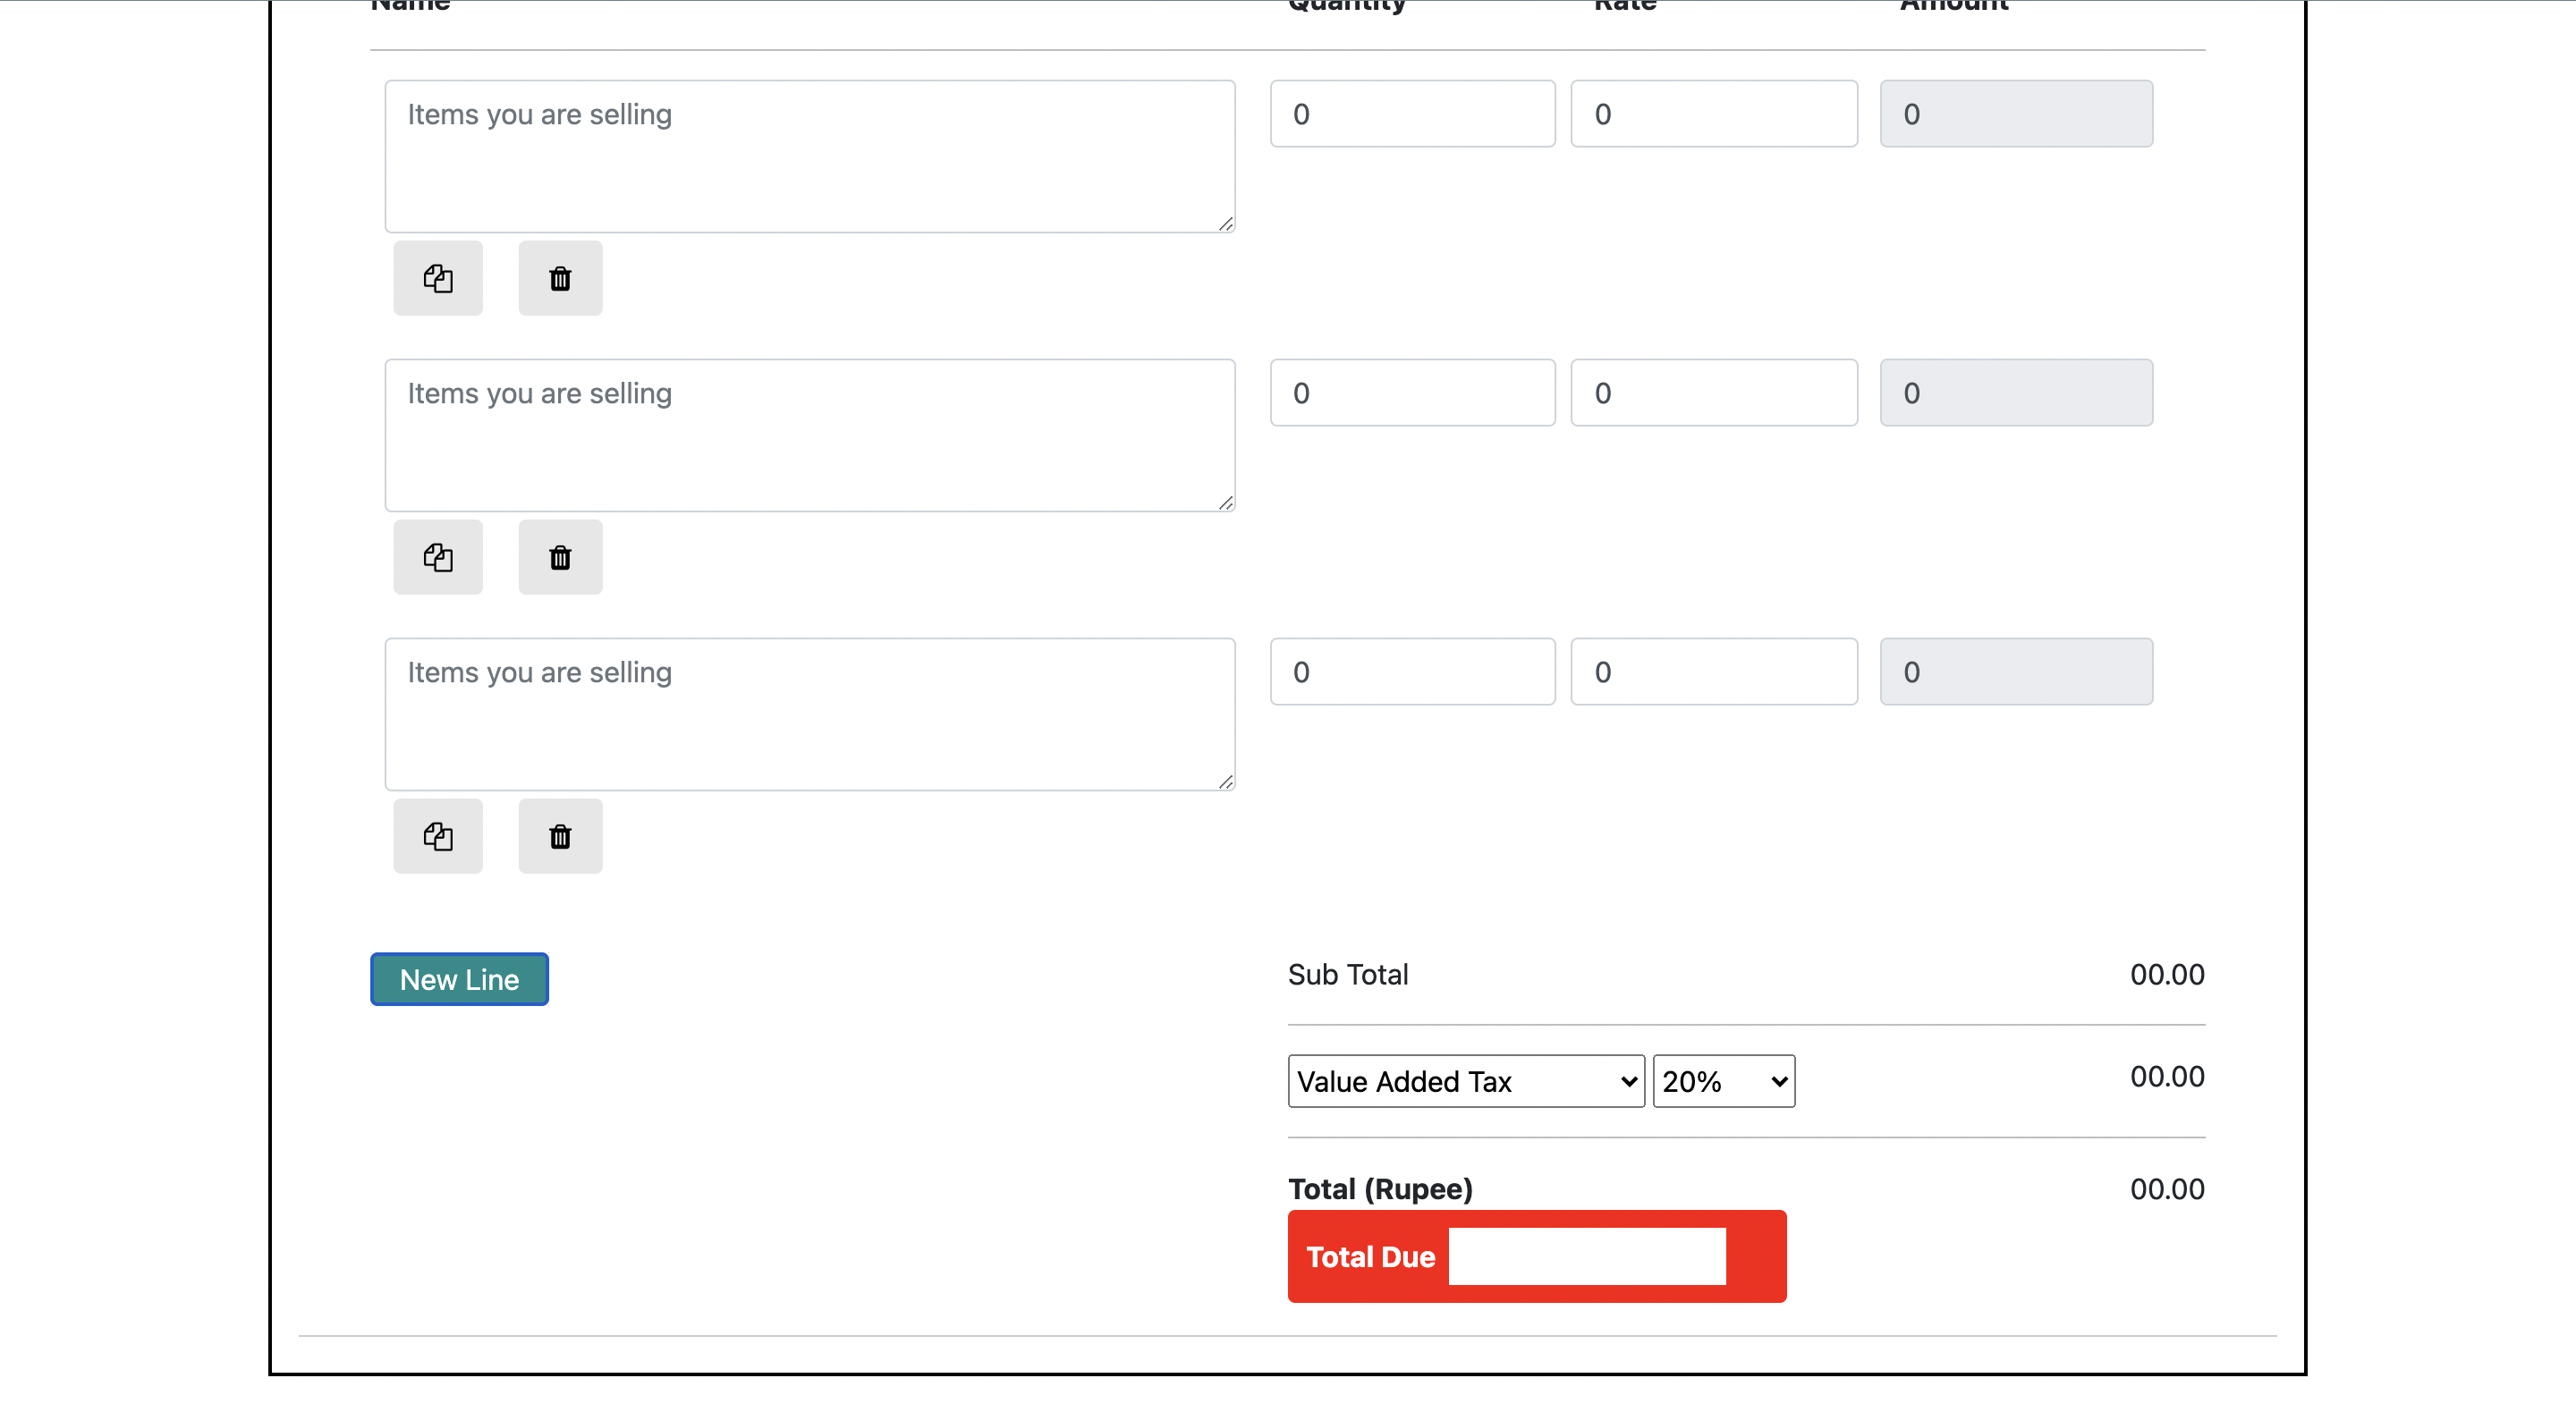 Name Quantity Rate Amount
Items you are selling 0 0 0
Items you are selling 0 0 0
Items you are selling 0 0 0
New Line
Sub Total 00.00
Value Added Tax 20% 00.00
Total (Rupee) 00.00
Total Due